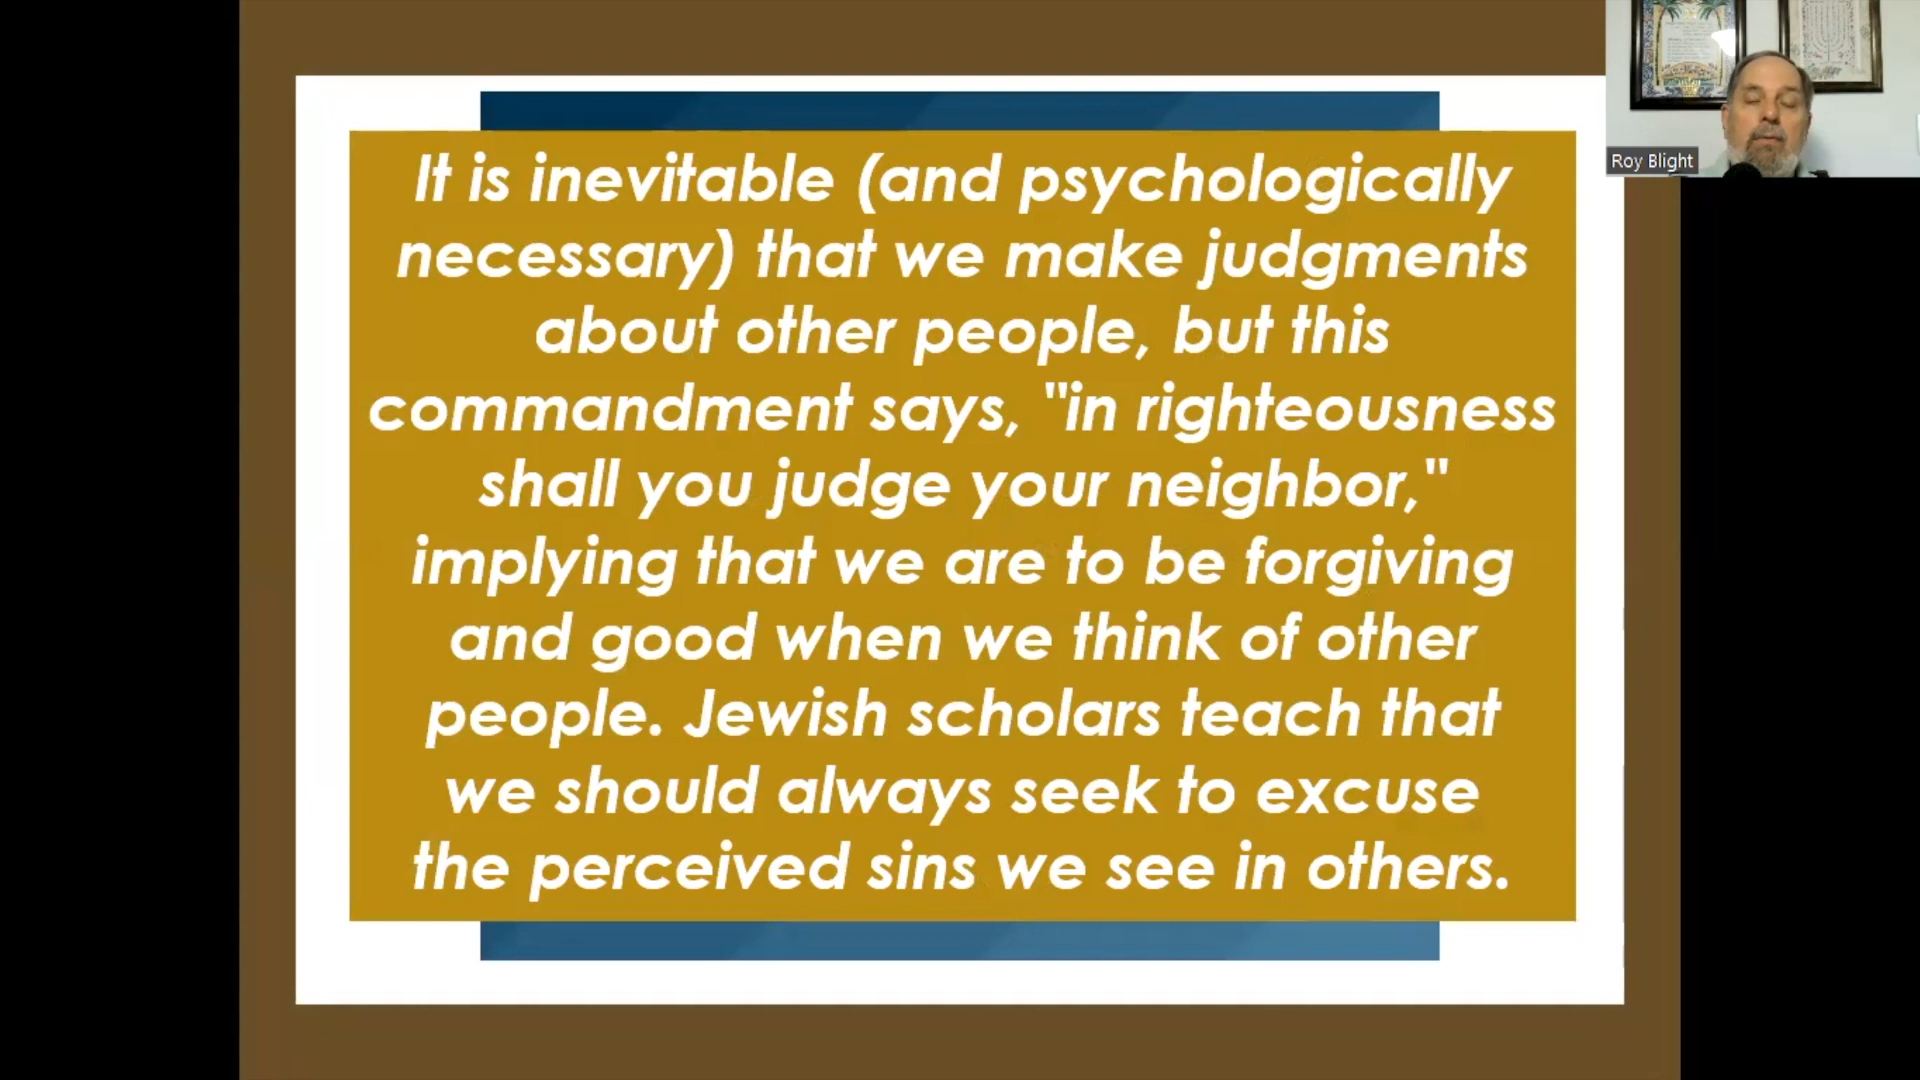 It is inevitable (and psychologically
necessary) that we make judgments
about other people, but this
commandment says, "in righteousness
shall you judge your neighbor,"
implying that we are to be forgiving
and good when we think of other
people. Jewish scholars teach that
we should always seek to excuse
the perceived sins we see in others.
Roy Blight